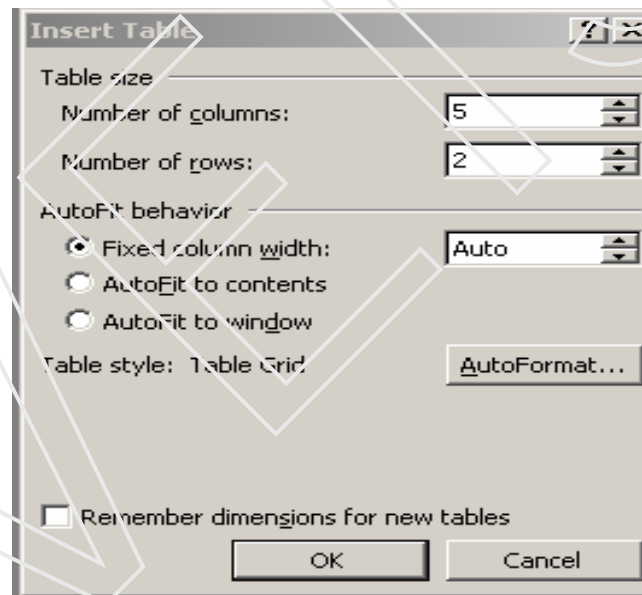 Insert Table
Table size
Number of columns: 5
Number of rows: 2
AutoFit behavior
Fixed column width: Auto
AutoFit to contents
AutoFit to window
Table style: Table Grid AutoFormat...
Remember dimensions for new tables
OK Cancel